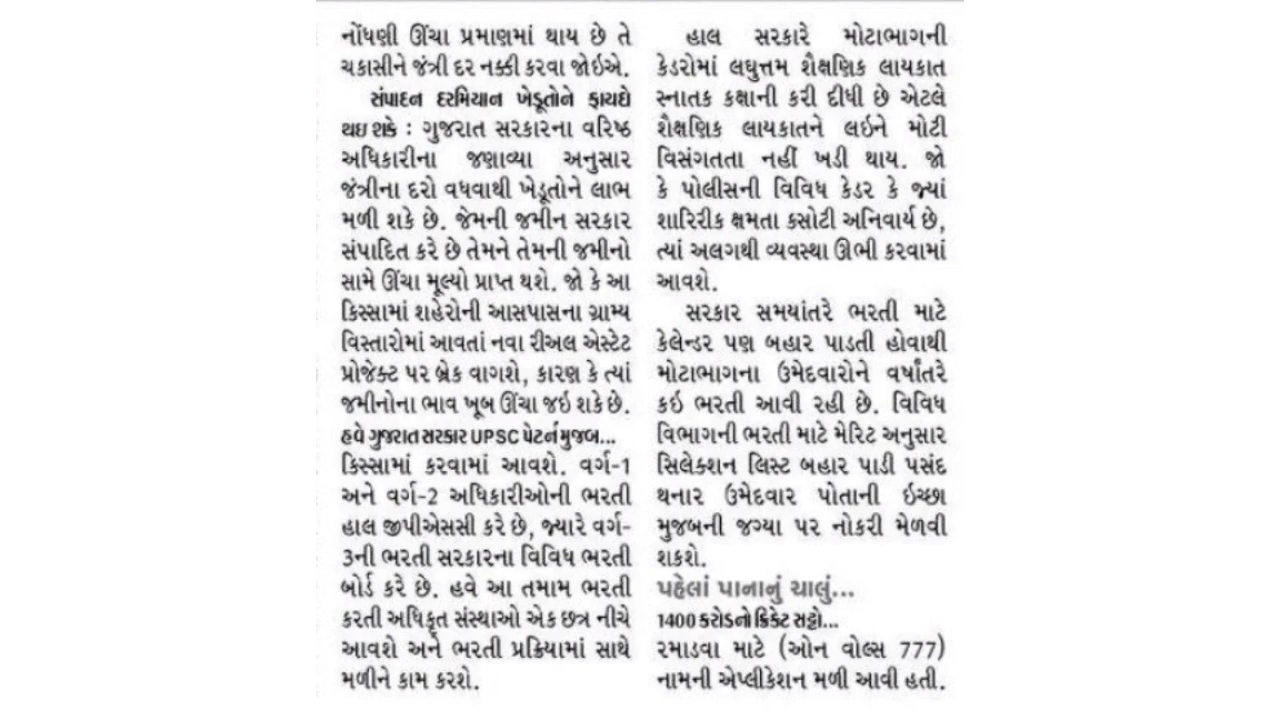 નોંધણી ઊંચા પ્રમાણમાં થાય છે તે
ચકાસીને જંત્રી દર નક્કી કરવા જોઇએ.
સંપાદન દરમિયાન ખેડૂતોને ફાયદો
થઇ શકે : ગુજરાત સરકારના વરિષ્ઠ
અધિકારીના જણાવ્યા અનુસાર
જંત્રીના દરો વધવાથી ખેડૂતોને લાભ
મળી શકે છે. જેમની જમીન સરકાર
સંપાદિત કરે છે તેમને તેમની જમીનો
સામે ઊંચા મૂલ્યો પ્રાપ્ત થશે. જો કે આ
કિસ્સામાં શહેરોની આસપાસના ગ્રામ્ય
વિસ્તારોમાં આવતાં નવા રીઅલ એસ્ટેટ
પ્રોજેક્ટ પર બ્રેક વાગશે, કારણ કે ત્યાં
જમીનોના ભાવ ખૂબ ઊંચા જઇ શકે છે.
હવે ગુજરાત સરકાર UPSC પેટર્ન મુજબ...
કિસ્સામાં કરવામાં આવશે. વર્ગ-1
અને વર્ગ-2 અધિકારીઓની ભરતી
હાલ જીપીએસસી કરે છે, જ્યારે વર્ગ-
3ની ભરતી સરકારના વિવિધ ભરતી
બોર્ડ કરે છે. હવે આ તમામ ભરતી
કરતી અધિકૃત સંસ્થાઓ એક છત્ર નીચે
આવશે અને ભરતી પ્રક્રિયામાં સાથે
મળીને કામ કરશે.
હાલ સરકારે મોટાભાગની
કેડરોમાં લઘુત્તમ શૈક્ષણિક લાયકાત
સ્નાતક કક્ષાની કરી દીધી છે એટલે
શૈક્ષણિક લાયકાતને લઇને મોટી
વિસંગતતા નહીં ખડી થાય. જો
કે પોલીસની વિવિધ કેડર કે જ્યાં
શારિરીક ક્ષમતા કસોટી અનિવાર્ય છે,
ત્યાં અલગથી વ્યવસ્થા ઊભી કરવામાં
આવશે.
સરકાર સમયાંતરે ભરતી માટે
કેલેન્ડર પણ બહાર પાડતી હોવાથી
મોટાભાગના ઉમેદવારોને વર્ષાંતરે
કઇ ભરતી આવી રહી છે. વિવિધ
વિભાગની ભરતી માટે મેરિટ અનુસાર
સિલેક્શન લિસ્ટ બહાર પાડી પસંદ
થનાર ઉમેદવાર પોતાની ઇચ્છા
મુજબની જગ્યા પર નોકરી મેળવી
શકશે.
પહેલાં પાનાનું ચાલું...
1400 કરોડનો ક્રિકેટ સટ્ટો...
રમાડવા માટે (ઓન વોલ્સ 777)
નામની એપ્લીકેશન મળી આવી હતી.